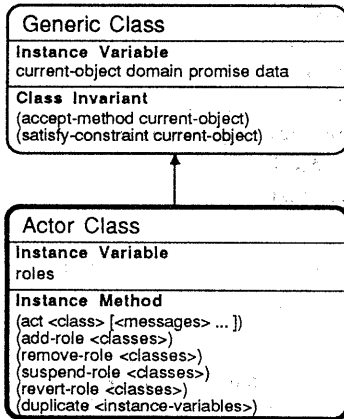 Generic Class
Instance Variable
current-object domain promise data
Class Invariant
(accept-method current-object)
(satisfy-constraint current-object)
Actor Class
Instance Variable
roles
Instance Method
(act <class> [<messages> ... ])
(add-role <classes>)
(remove-role <classes>)
(suspend-role <classes>)
(revert-role <classes>)
(duplicate <instance-variables>)